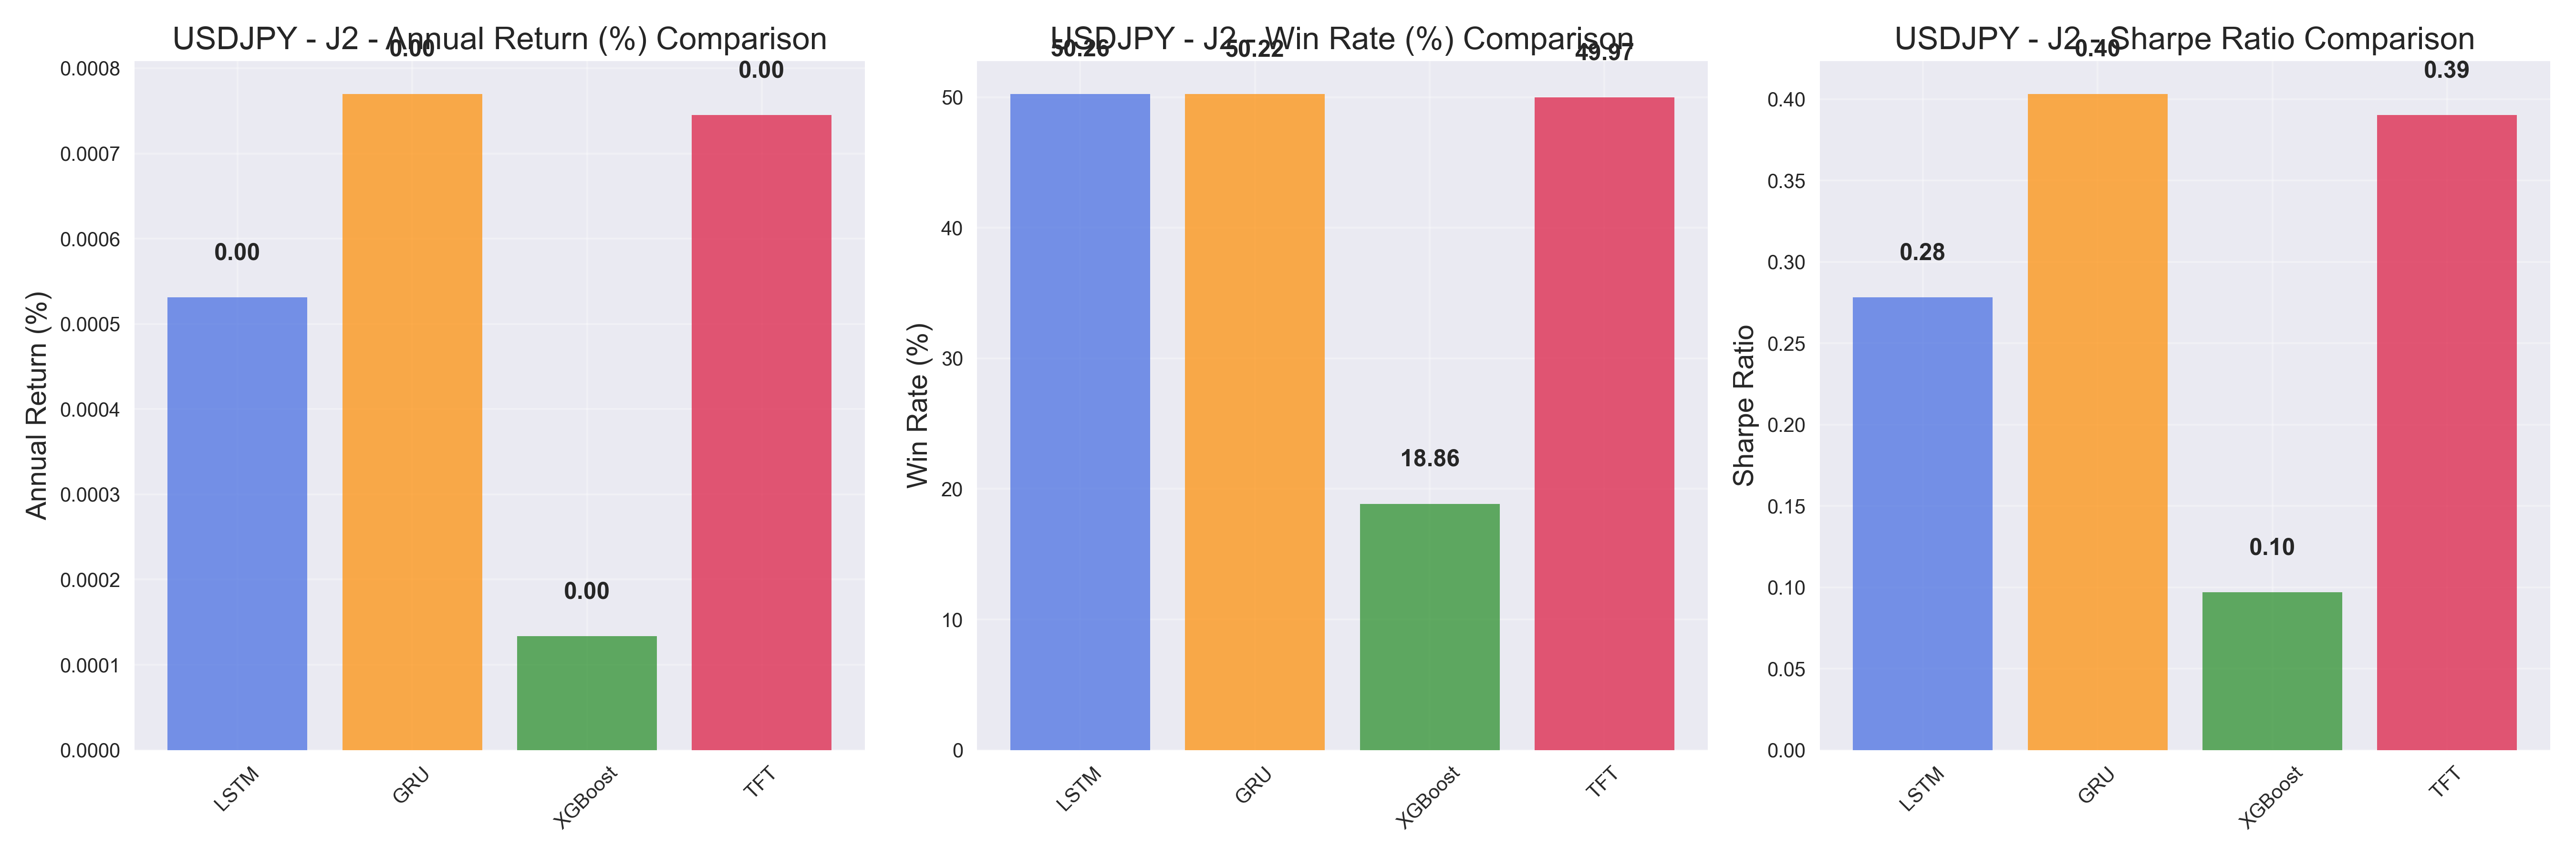 USDJPY - J2 - Annual Return (%) Comparison
0.00
0.00
0.00
0.00
0.0008
0.0007
0.0006
0.0005
0.0004
0.0003
0.0002
0.0001
0.0000
Annual Return (%)
LSTM
GRU
XGBoost
TFT
USDJPY - J2 - Win Rate (%) Comparison
50.26
50.22
18.86
49.97
50
40
30
20
10
0
Win Rate (%)
LSTM
GRU
XGBoost
TFT
USDJPY - J2 - Sharpe Ratio Comparison
0.28
0.40
0.10
0.39
0.40
0.35
0.30
0.25
0.20
0.15
0.10
0.05
0.00
Sharpe Ratio
LSTM
GRU
XGBoost
TFT